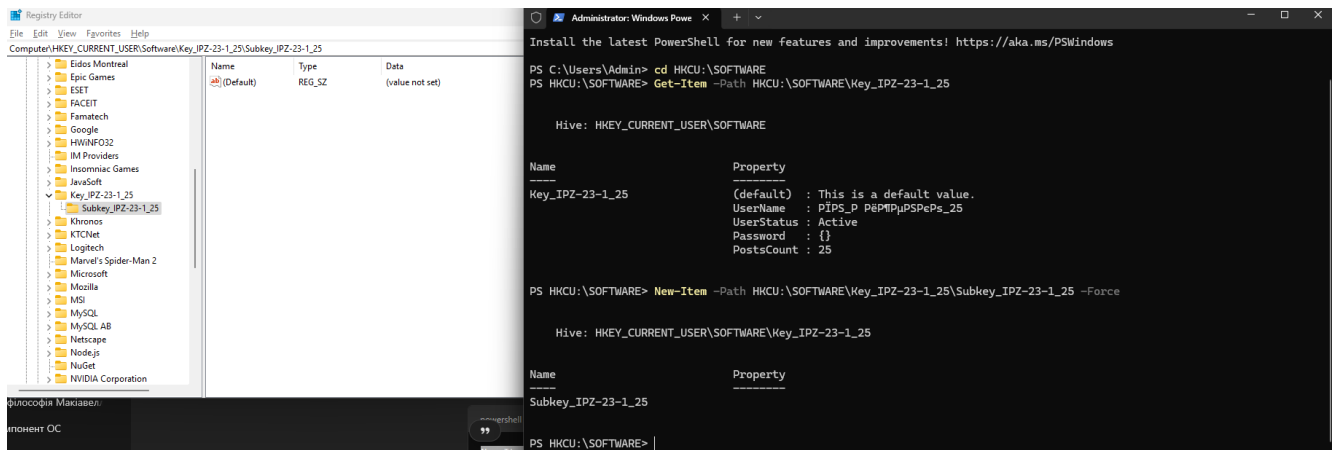 Registry Editor
File Edit View Favorites Help
Computer\HKEY_CURRENT_USER\Software\Key_IPZ-23-1_25\Subkey_IPZ-23-1_25
Eidos Montreal
Epic Games
ESET
FACEIT
Famatech
Google
HWiNFO32
IM Providers
Insomniac Games
JavaSoft
Key_IPZ-23-1_25
Subkey_IPZ-23-1_25
Khronos
KTCNet
Logitech
Marvel's Spider-Man 2
Microsoft
Mozilla
MSI
MySQL
MySQL AB
Netscape
Node.js
NuGet
NVIDIA Corporation
Name Type Data
ab (Default) REG_SZ (value not set)
філософія Макіавел
мпонент ОС
powershell
Administrator: Windows Powe
Install the latest PowerShell for new features and improvements! https://aka.ms/PSWindows
PS C:\Users\Admin> cd HKCU:\SOFTWARE
PS HKCU:\SOFTWARE> Get-Item -Path HKCU:\SOFTWARE\Key_IPZ-23-1_25
Hive: HKEY_CURRENT_USER\SOFTWARE
Name Property
---- --------
Key_IPZ-23-1_25 (default) : This is a default value.
UserName :
UserStatus : Active
Password : {}
PostsCount : 25
PS HKCU:\SOFTWARE> New-Item -Path HKCU:\SOFTWARE\Key_IPZ-23-1_25\Subkey_IPZ-23-1_25 -Force
Hive: HKEY_CURRENT_USER\SOFTWARE\Key_IPZ-23-1_25
Name Property
---- --------
Subkey_IPZ-23-1_25
PS HKCU:\SOFTWARE>